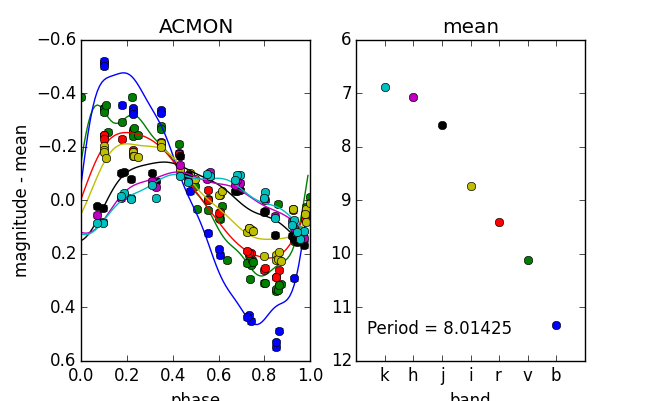 ACMON
mean
−0.6
−0.4
−0.2
0.0
0.2
0.4
0.6
magnitude - mean
0.0 0.2 0.4 0.6 0.8 1.0
phase
6
7
8
9
10
11
12
Period = 8.01425
k h j i r v b
band